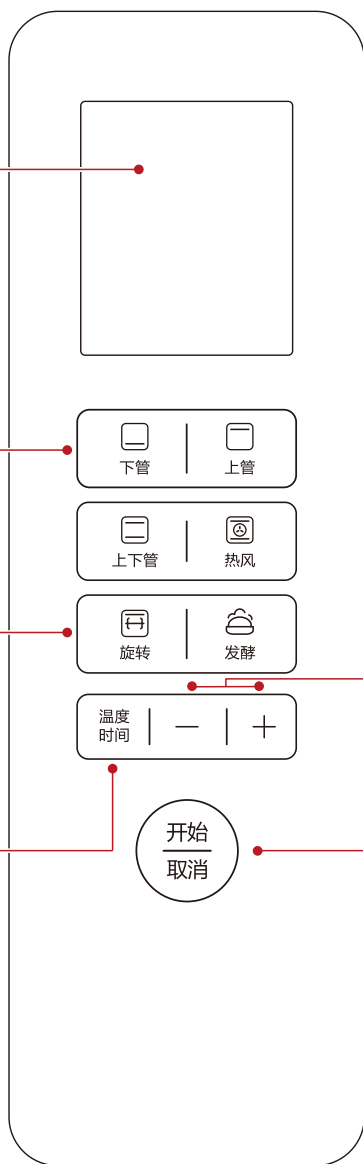 下管 上管
上下管 热风
旋转 发酵
温度
时间 － ＋
开始
取消